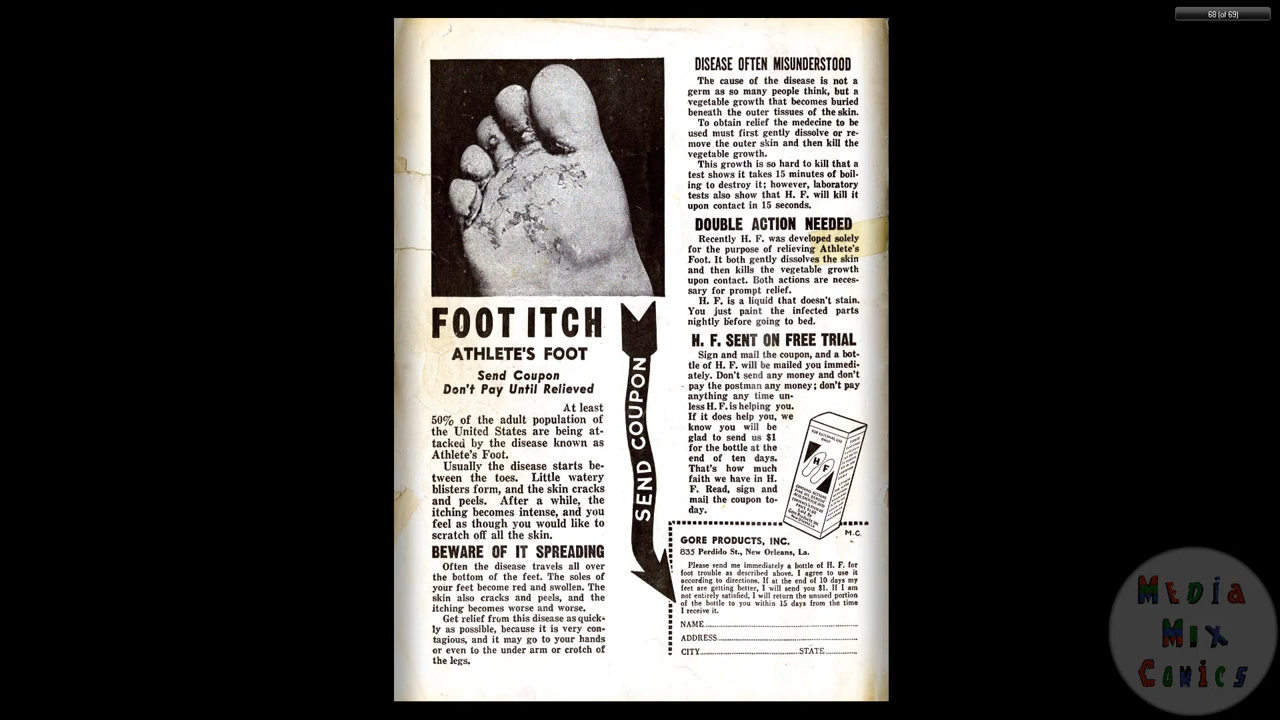 68 (of 69)
FOOT ITCH
ATHLETE'S FOOT
Send Coupon
Don't Pay Until Relieved
At least
50% of the adult population of
the United States are being at-
tacked by the disease known as
Athlete's Foot.
Usually the disease starts be-
tween the toes. Little watery
blisters form, and the skin cracks
and peels. After a while, the
itching becomes intense, and you
feel as though you would like to
scratch off all the skin.
BEWARE OF IT SPREADING
Often the disease travels all over
the bottom of the feet. The soles of
your feet become red and swollen. The
skin also cracks and peels, and the
itching becomes worse and worse.
Get relief from this disease as quick-
ly as possible, because it is very con-
tagious, and it may go to your hands
or even to the under arm or crotch of
the legs.
SEND COUPON
DISEASE OFTEN MISUNDERSTOOD
The cause of the disease is not a
germ as so many people think, but a
vegetable growth that becomes buried
beneath the outer tissues of the skin.
To obtain relief the medecine to be
used must first gently dissolve or re-
move the outer skin and then kill the
vegetable growth.
This growth is so hard to kill that a
test shows it takes 15 minutes of boil-
ing to destroy it; however, laboratory
tests also show that H. F. will kill it
upon contact in 15 seconds.
DOUBLE ACTION NEEDED
Recently H. F. was developed solely
for the purpose of relieving Athlete's
Foot. It both gently dissolves the skin
and then kills the vegetable growth
upon contact. Both actions are neces-
sary for prompt relief.
H. F. is a liquid that doesn't stain.
You just paint the infected parts
nightly before going to bed.
H. F. SENT ON FREE TRIAL
Sign and mail the coupon, and a bot-
tle of H. F. will be mailed you immedi-
ately. Don't send any money and don't
pay the postman any money; don't pay
anything any time un-
less H. F. is helping you.
If it does help you, we
know you will be
glad to send us $1
for the bottle at the
end of ten days.
That's how much
faith we have in H.
F. Read, sign and
mail the coupon to-
day.
FOR EXTERNAL USE
ONLY
H F
M.C.
GORE PRODUCTS, INC.
835 Perdido St., New Orleans, La.
Please send me immediately a bottle of H. F. for
foot trouble as described above. I agree to use it
according to directions. If at the end of 10 days my
feet are getting better, I will send you $1. If I am
not entirely satisfied, I will return the unused portion
of the bottle to you within 15 days from the time
I receive it.
NAME
ADDRESS
CITY STATE
MEDIA
MIX
COMICS